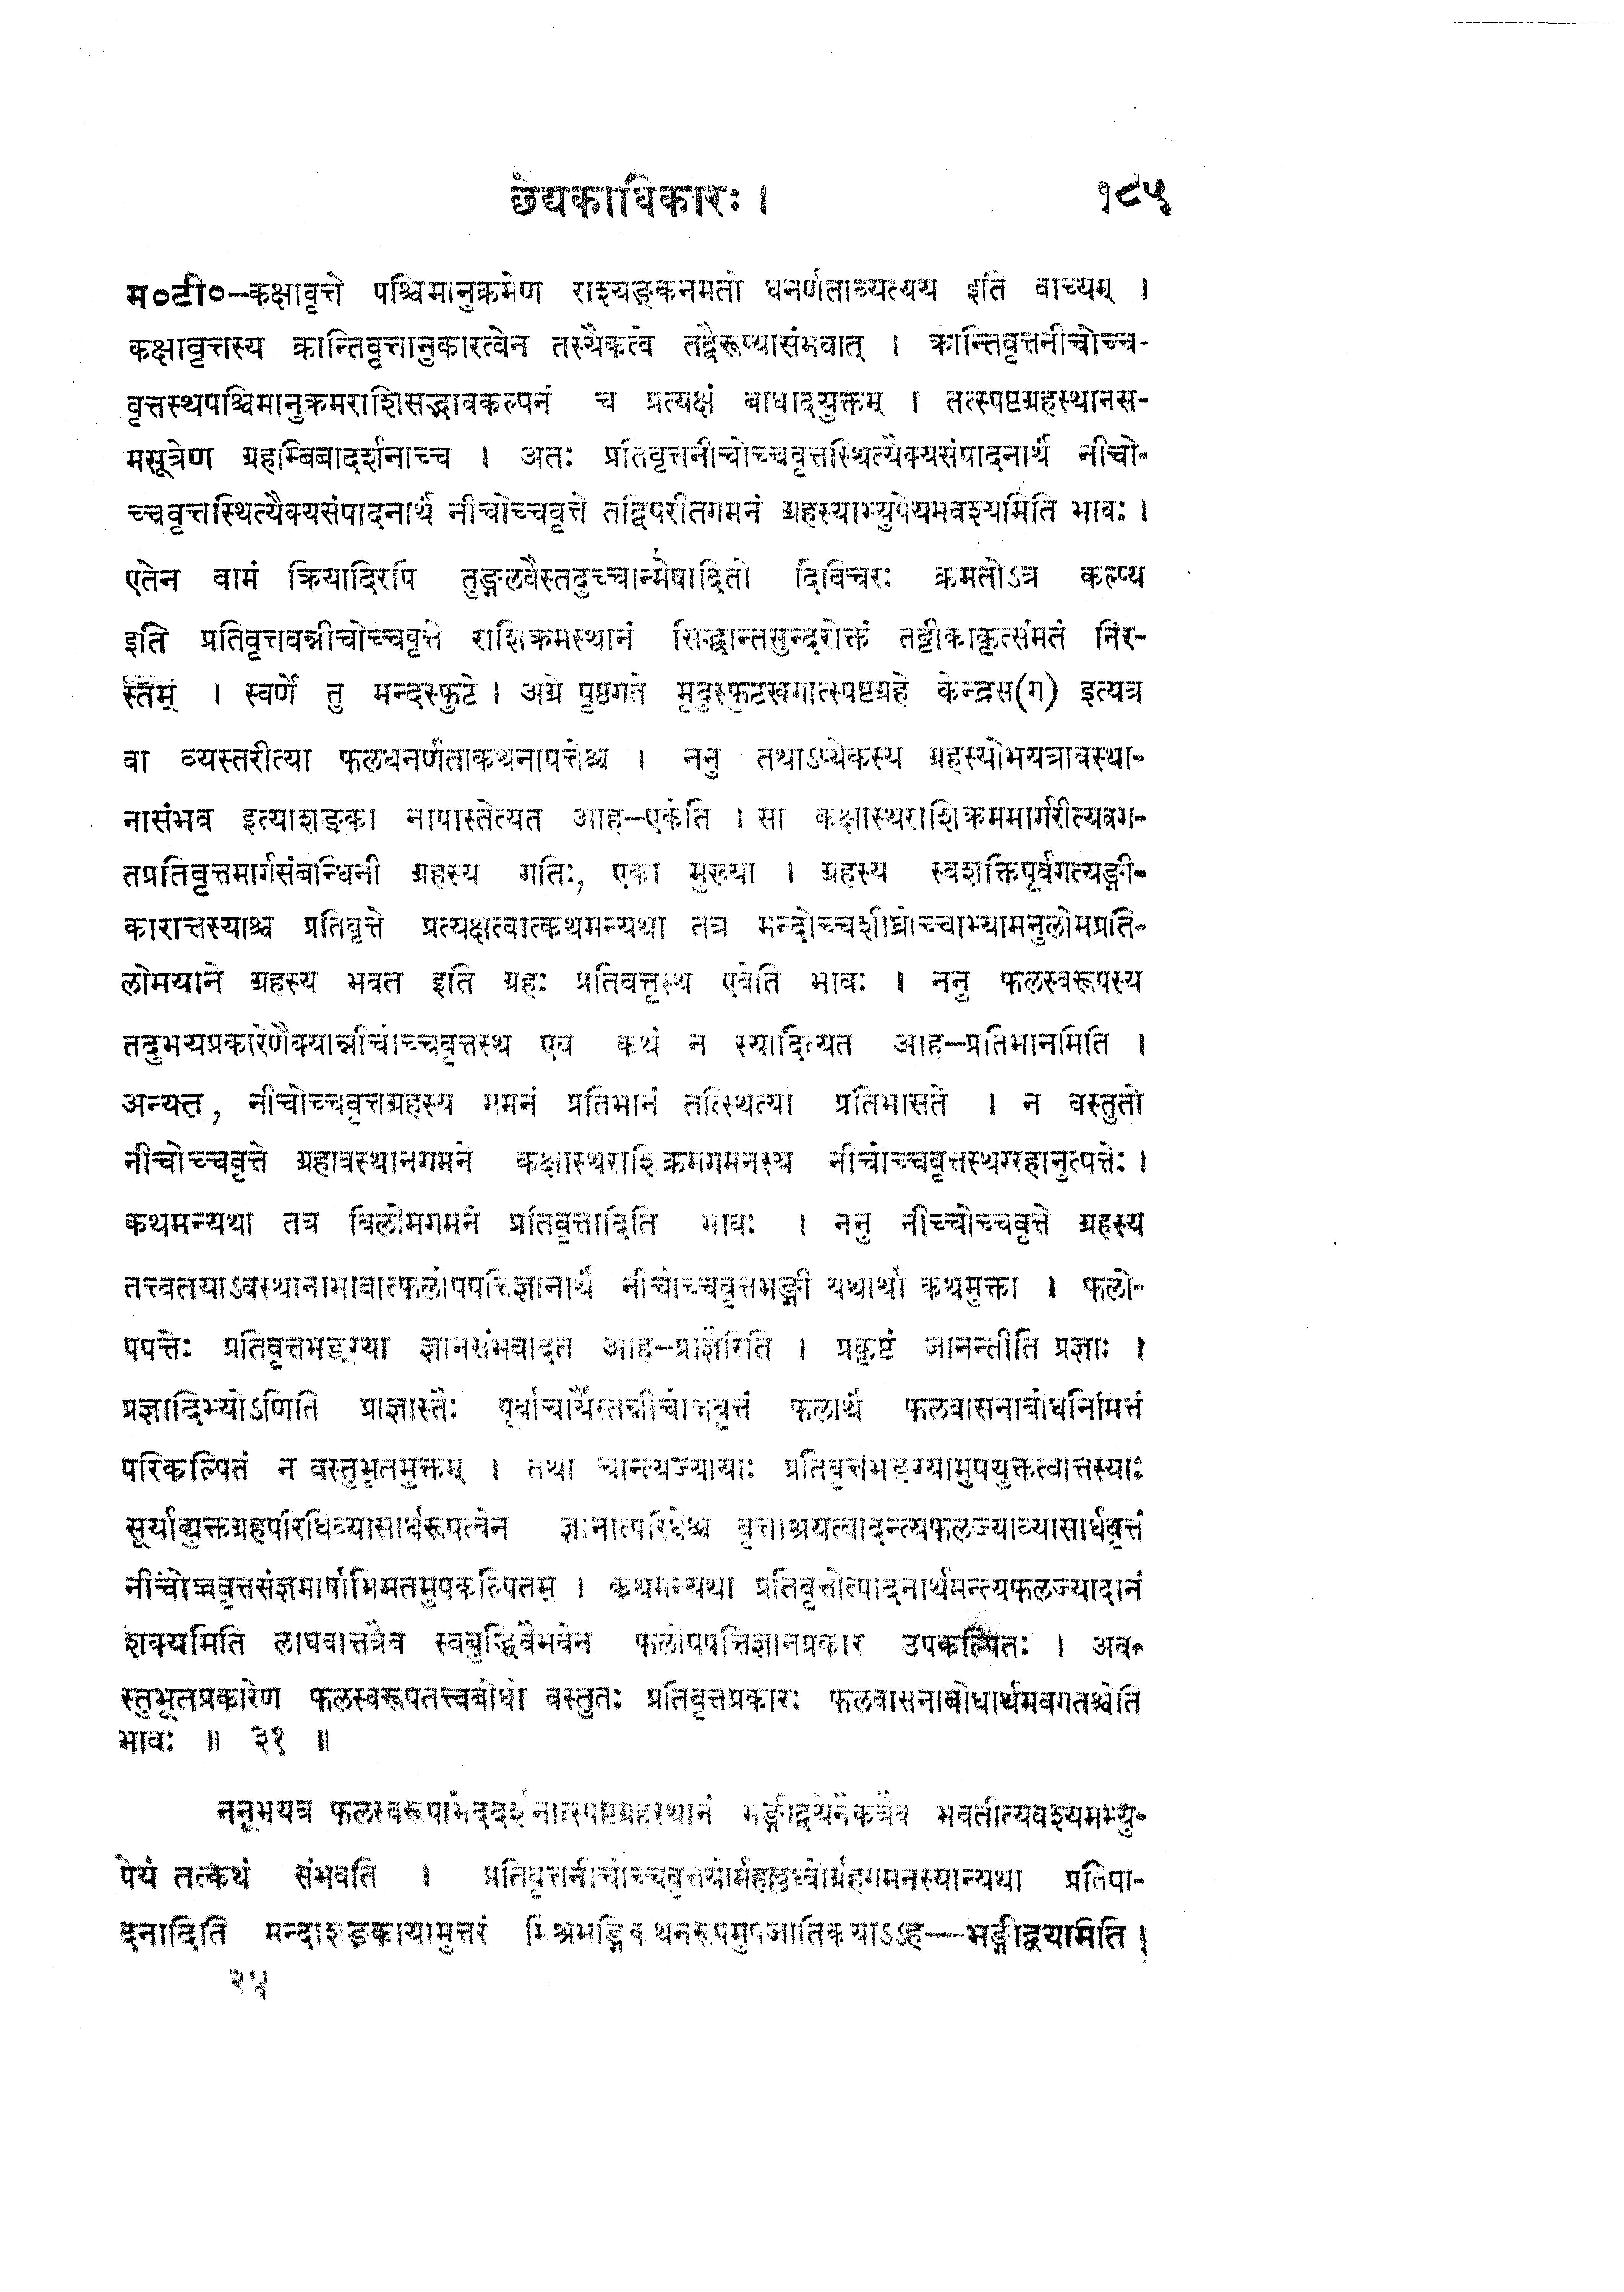 छेद्यकाधिकारः ।
१८५
म०टी०–कक्षावृत्ते पश्चिमानुक्रमेण राश्यङ्कनमतो धनर्णताव्यत्यय इति वाच्यम् ।
कक्षावृत्तस्य क्रान्तिवृत्तानुकारत्वेन तस्यैकत्वे तद्वैरूप्यासंभवात् । क्रान्तिवृत्तनीचोच्च-
वृत्तस्थपश्चिमानुक्रमराशिसद्भावकल्पनं च प्रत्यक्षं बाधादयुक्तम् । तत्स्पष्टग्रहस्थानस-
मसूत्रेण ग्रहम्बिबादर्शनाच्च । अतः प्रतिवृत्तनीचोच्चवृत्तस्थित्यैक्यसंपादनार्थं नीचो-
च्चवृत्तस्थित्यैक्यसंपादनार्थं नीचोच्चवृत्ते तद्विपरीतगमनं ग्रहस्याभ्युपेयमवश्यमिति भावः ।
एतेन वामं क्रियादिरपि तुङ्गलवैस्तदुच्चान्मेषादितो दिविचरः क्रमतोऽत्र कल्प्य
इति प्रतिवृत्तवन्नीचोच्चवृत्ते राशिक्रमस्थानं सिद्धान्तसुन्दरोक्तं तट्टीकाकृत्संमतं निर-
स्तम् । स्वर्णे तु मन्दस्फुटे । अग्रे पृष्ठगते मृदुस्फुटखगात्स्पष्टग्रहे केन्द्रस(ग) इत्यत्र
वा व्यस्तरीत्या फलधनर्णताकथनापत्तेश्च । ननु तथाऽप्येकस्य ग्रहस्योभयत्रावस्था-
नासंभव इत्याशङ्का नापास्तेत्यत आह–एकेति । सा कक्षास्थराशिक्रममार्गरीत्यवग-
तप्रतिवृत्तमार्गसंबन्धिनी ग्रहस्य गतिः, एका मुख्या । ग्रहस्य स्वशक्तिपूर्वगत्यङ्गी-
कारात्तस्याश्च प्रतिवृत्ते प्रत्यक्षत्वात्कथमन्यथा तत्र मन्दोच्चशीघ्रोच्चाभ्यामनुलोमप्रति-
लोमयाने ग्रहस्य भवत इति ग्रहः प्रतिवत्तृस्थ एवेति भावः । ननु फलस्वरूपस्य
तदुभयप्रकारेणैक्यान्नीचोच्चवृत्तस्थ एव कथं न स्यादित्यत आह–प्रतिभानमिति ।
अन्यत्, नीचोच्चवृत्तग्रहस्य गमनं प्रतिभानं तत्स्थित्या प्रतिभासते । न वस्तुतो
नीचोच्चवृत्ते ग्रहावस्थानगमने कक्षास्थराशिक्रमगमनस्य नीचोच्चवृत्तस्थग्रहानुत्पत्तेः ।
कथमन्यथा तत्र विलोमगमनं प्रतिवृत्तादिति भावः । ननु नीच्चोच्चवृत्ते ग्रहस्य
तत्त्वतयाऽवस्थानाभावात्फलोपपत्तिज्ञानार्थं नीचोच्चवृत्तभङ्गी यथार्था कथमुक्ता । फलो-
पपत्तेः प्रतिवृत्तभङ्ग्या ज्ञानसंभवादत आह–प्राज्ञैरिति । प्रकृष्टं जानन्तीति प्रज्ञाः ।
प्रज्ञादिभ्योऽणिति प्राज्ञास्तैः पूर्वाचार्यैरेतन्नीचोच्चवृत्तं फलार्थं फलवासनाबोधनिमित्तं
परिकल्पितं न वस्तुभूतमुक्तम् । तथा चान्त्यज्यायाः प्रतिवृत्तभङ्ग्यामुपयुक्तत्वात्तस्याः
सूर्याद्युक्तग्रहपरिधिव्यासार्धरूपत्वेन ज्ञानात्परिधेश्च वृत्ताश्रयत्वादन्त्यफलज्याव्यासार्धवृत्तं
नीचोच्चवृत्तसंज्ञमार्षाभिमतमुपकल्पितम् । कथमन्यथा प्रतिवृत्तोत्पादनार्थमन्त्यफलज्यादानं
शक्यमिति लाघवात्तत्रैव स्वबुद्धिवैभवेन फलोपपत्तिज्ञानप्रकार उपकल्पितः । अव-
स्तुभूतप्रकारेण फलस्वरूपतत्त्वबोधो वस्तुतः प्रतिवृत्तप्रकारः फलवासनाबोधार्थमवगतश्चेति
भावः ॥ ३१ ॥
ननूभयत्र फलस्वरूपाभेददर्शनात्स्पष्टग्रहस्थानं भङ्गीद्वयेनैकत्रैव भवतीत्यवश्यमभ्यु-
पेयं तत्कथं संभवति । प्रतिवृत्तनीचोच्चवृत्तयोर्महल्लघ्वोर्ग्रहगमनस्यान्यथा प्रतिपा-
दनादिति मन्दाशङ्कायामुत्तरं मिश्रभङ्गिकथनरूपमुपजातिकयाऽऽह–भङ्गीद्वयामिति ।
२४